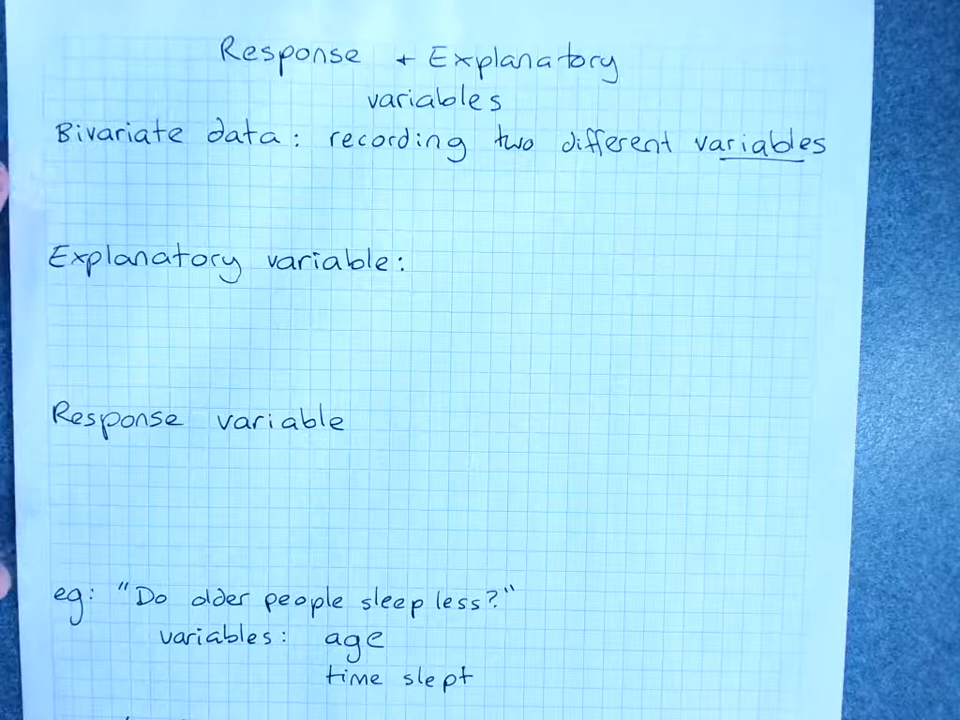 Response + Explanatory
variables
Bivariate data: recording two different variables
Explanatory variable:
Response variable
eg: "Do older people sleep less?"
variables: age
time slept